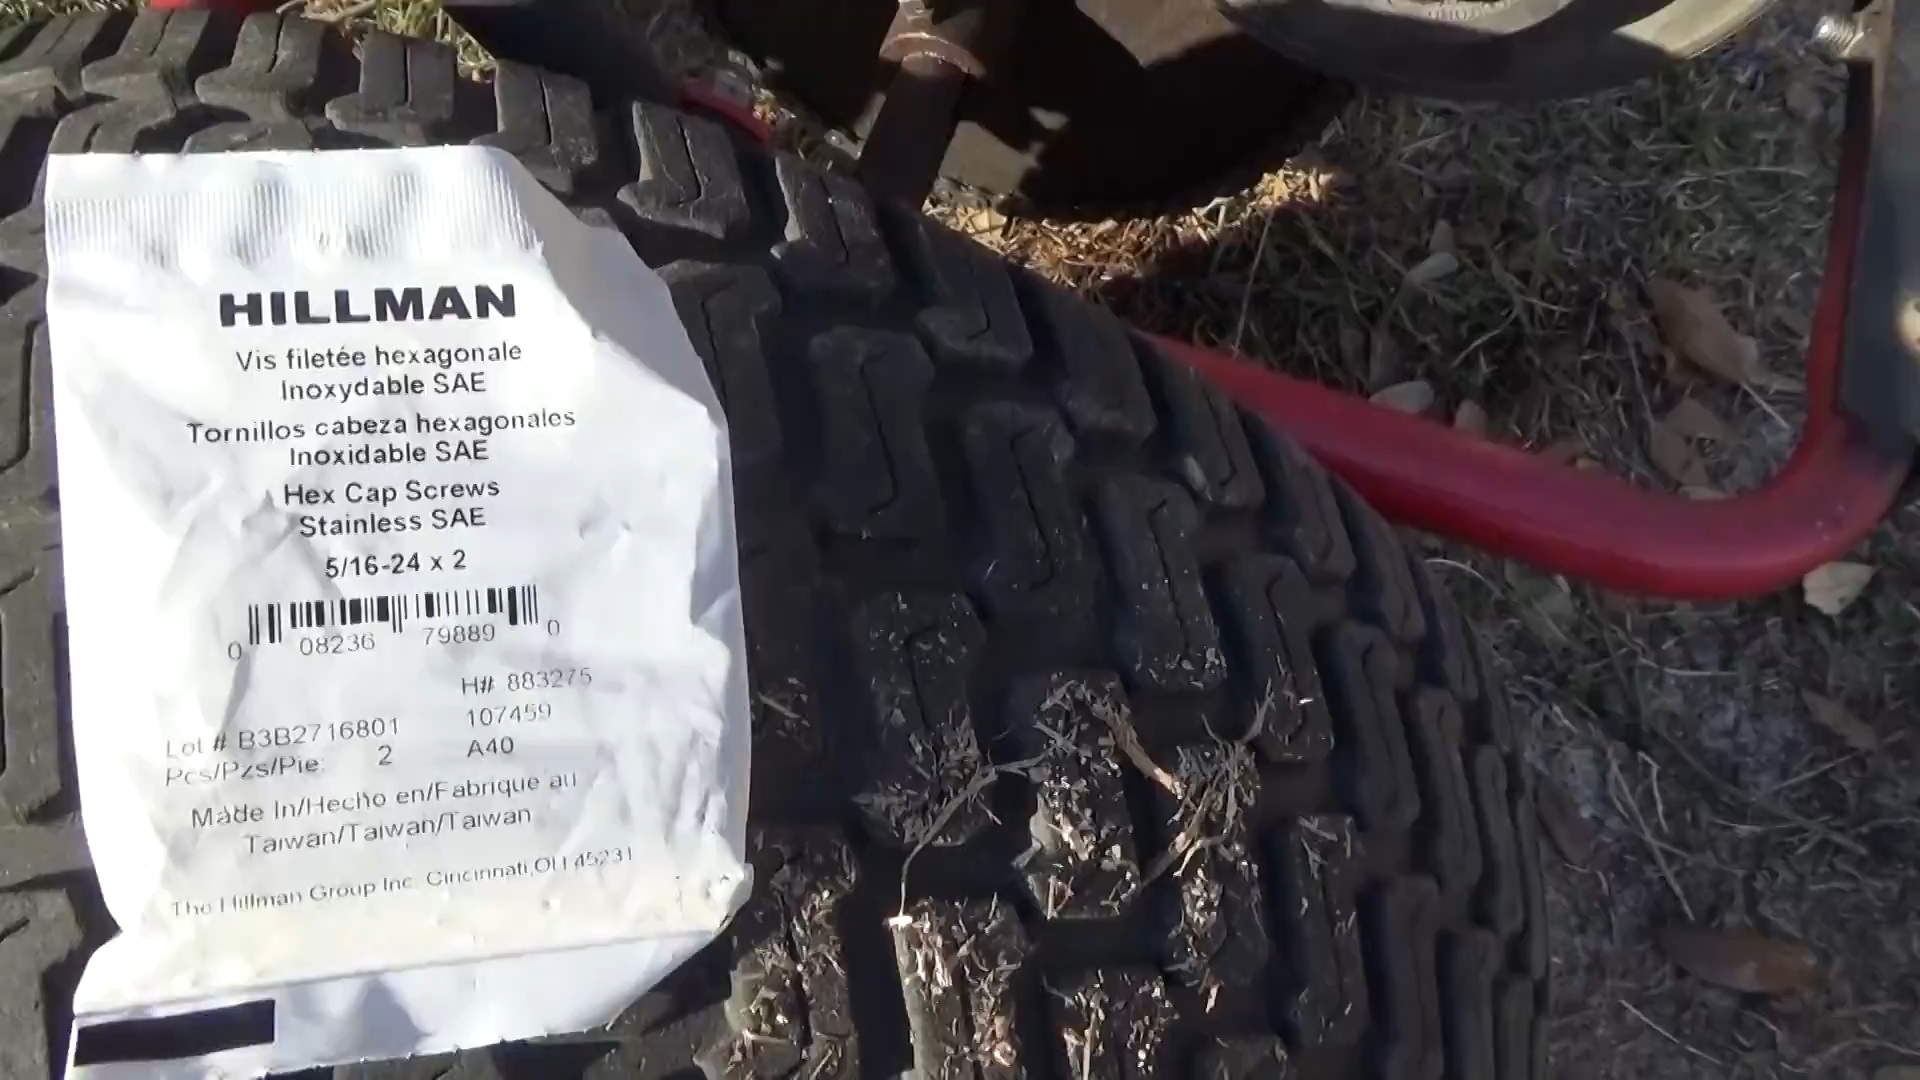 HILLMAN
Vis filetée hexagonale
Inoxydable SAE
Tornillos cabeza hexagonales
Inoxidable SAE
Hex Cap Screws
Stainless SAE
5/16-24 x 2
0 08236 79889 0
H# 883275
Lot # B3B2716801 107459
Pcs/Pzs/Pie: 2 A40
Made In/Hecho en/Fabrique au
Taiwan/Taiwan/Taiwan
The Hillman Group Inc. Cincinnati,OH 45231